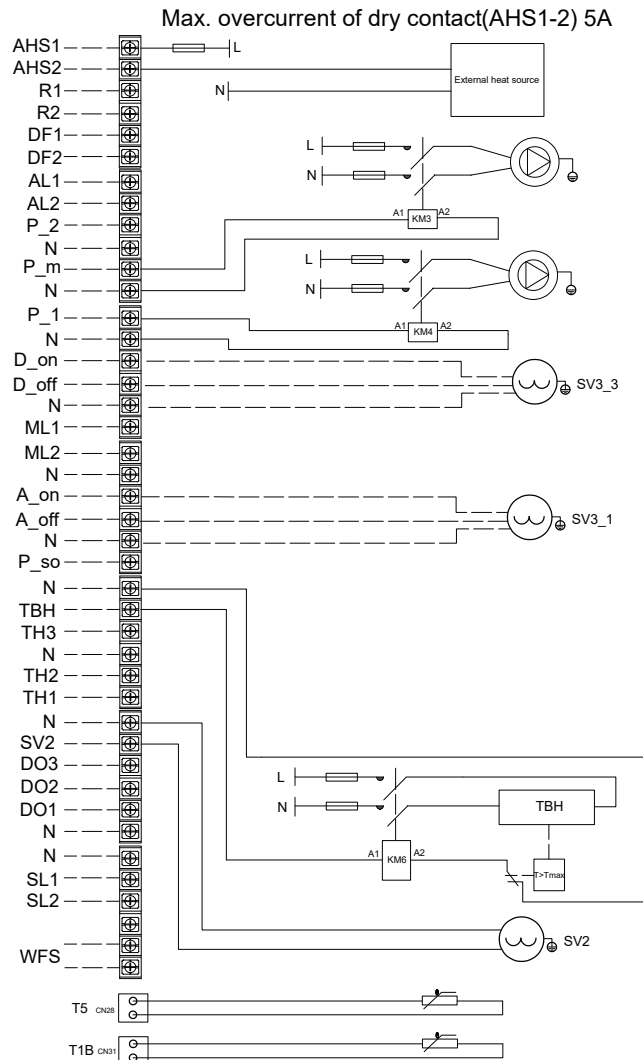 Max. overcurrent of dry contact(AHS1-2) 5A
AHS1
L
AHS2
External heat source
R1
N
R2
DF1
L
DF2
AL1
N
AL2
A1 KM3 A2
P_2
N
L
P_m
N
N
P_1
A1 KM4 A2
N
D_on
D_off
SV3_3
N
ML1
ML2
N
A_on
A_off
SV3_1
N
P_so
N
TBH
TH3
N
TH2
TH1
N
SV2
DO3
L
DO2
N
TBH
DO1
N
N
A1 KM6 A2
SL1
T>Tmax
SL2
SV2
WFS
T5 CN28
T1B CN31